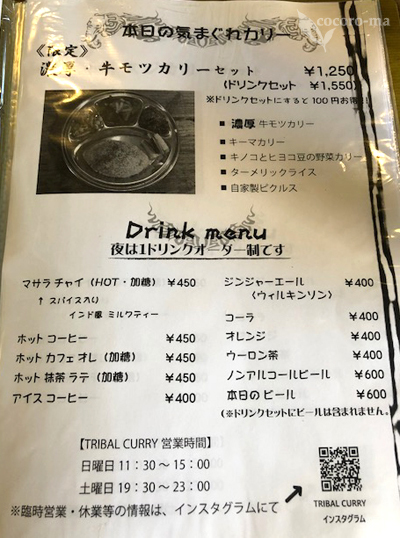 cocoro-ma
本日の気まぐれカリー
《限定》
濃厚・牛モツカリーセット ¥1,250
(ドリンクセット ¥1,550)
※ドリンクセットにすると100円お得!!
■ 濃厚 牛モツカリー
■ キーマカリー
■ キノコとヒヨコ豆の野菜カリー
■ ターメリックライス
■ 自家製ピクルス
Drink menu
夜は1ドリンクオーダー制です
マサラチャイ (HOT・加糖) ¥450
↑ スパイス入り
インド風 ミルクティー
ホットコーヒー ¥450
ホットカフェオレ (加糖) ¥450
ホット抹茶ラテ (加糖) ¥450
アイスコーヒー ¥400
ジンジャーエール ¥400
(ウィルキンソン)
コーラ ¥400
オレンジ ¥400
ウーロン茶 ¥400
ノンアルコールビール ¥600
本日のビール ¥600
(※ドリンクセットにビールは含まれません。
【TRIBAL CURRY 営業時間】
日曜日 11:30～15:00
土曜日 19:30～23:00
※臨時営業・休業等の情報は、インスタグラムにて
TRIBAL CURRY
インスタグラム